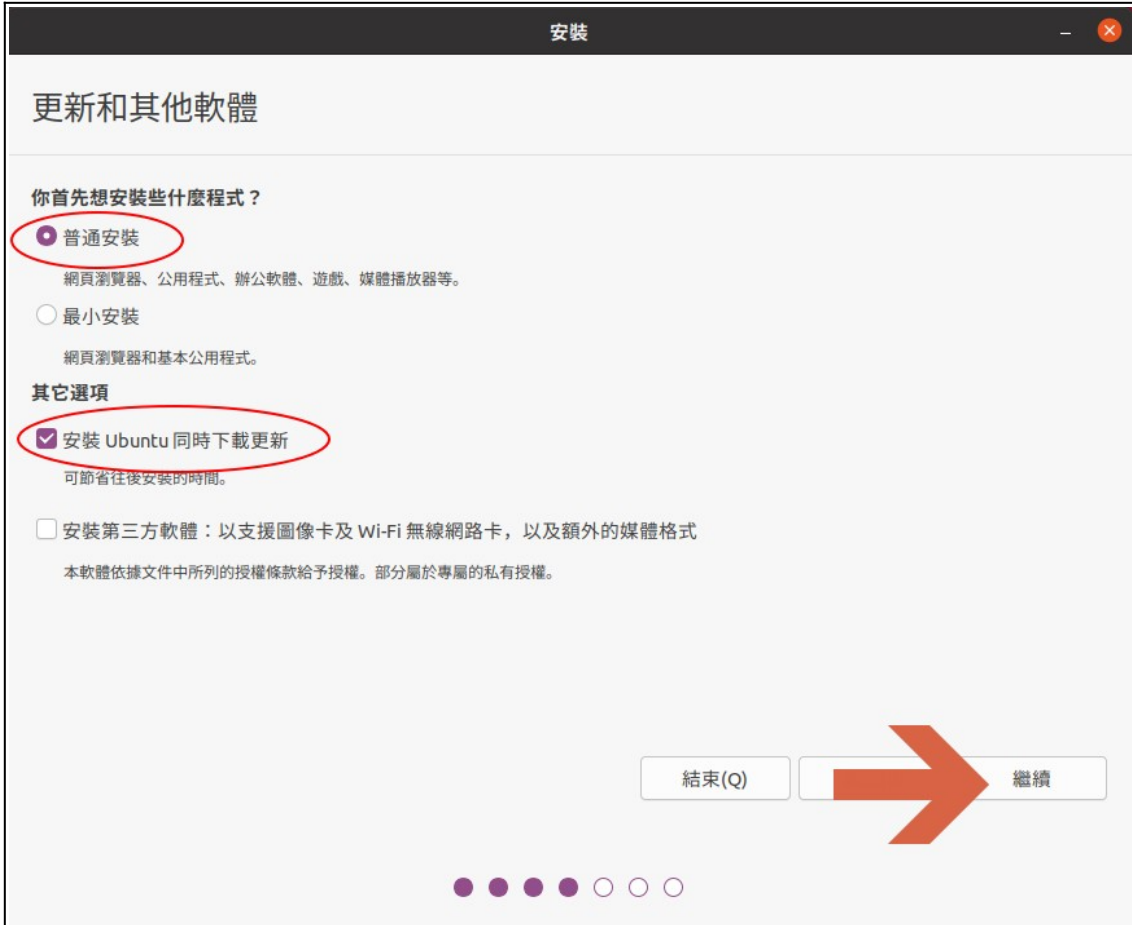 安裝
更新和其他軟體
你首先想安裝些什麼程式？
普通安裝
網頁瀏覽器、公用程式、辦公軟體、遊戲、媒體播放器等。
最小安裝
網頁瀏覽器和基本公用程式。
其它選項
安裝 Ubuntu 同時下載更新
可節省往後安裝的時間。
安裝第三方軟體：以支援圖像卡及 Wi-Fi 無線網路卡，以及額外的媒體格式
本軟體依據文件中所列的授權條款給予授權。部分屬於專屬的私有授權。
結束(Q)
繼續